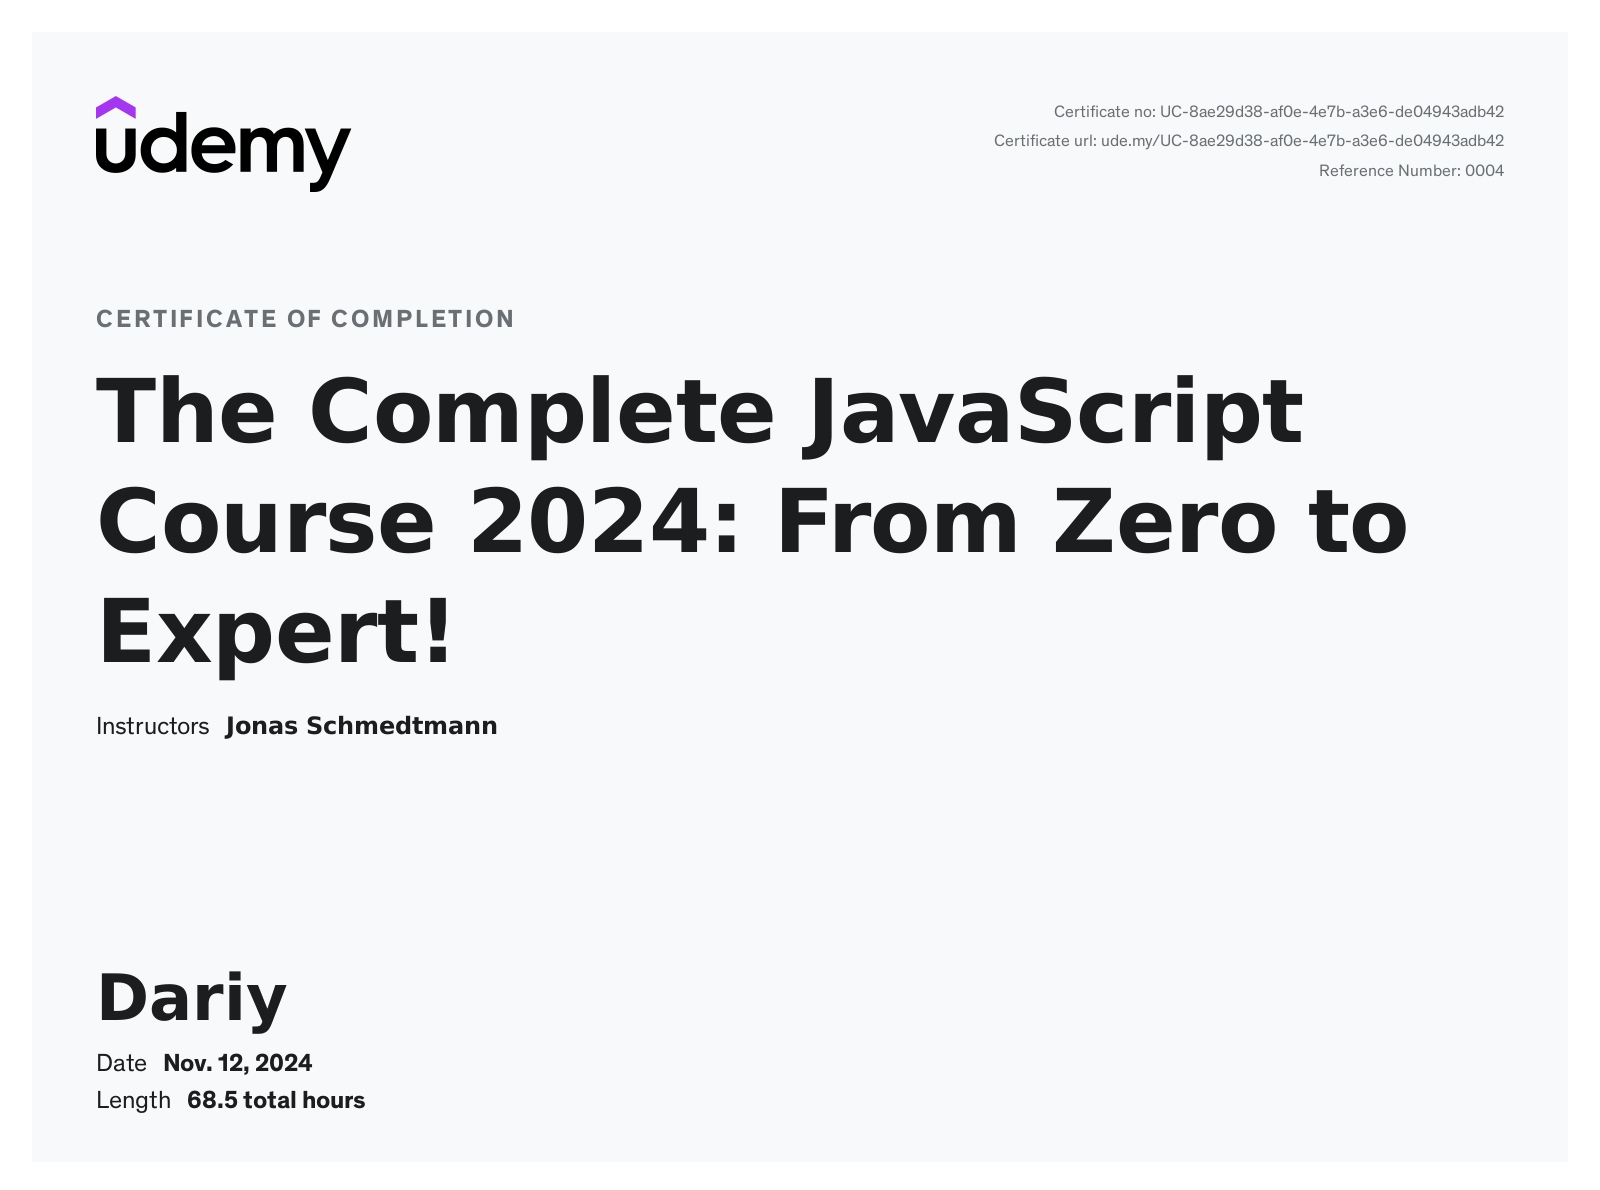 udemy
Certificate no: UC-8ae29d38-af0e-4e7b-a3e6-de04943adb42
Certificate url: ude.my/UC-8ae29d38-af0e-4e7b-a3e6-de04943adb42
Reference Number: 0004
CERTIFICATE OF COMPLETION
The Complete JavaScript
Course 2024: From Zero to
Expert!
Instructors Jonas Schmedtmann
Dariy
Date Nov. 12, 2024
Length 68.5 total hours